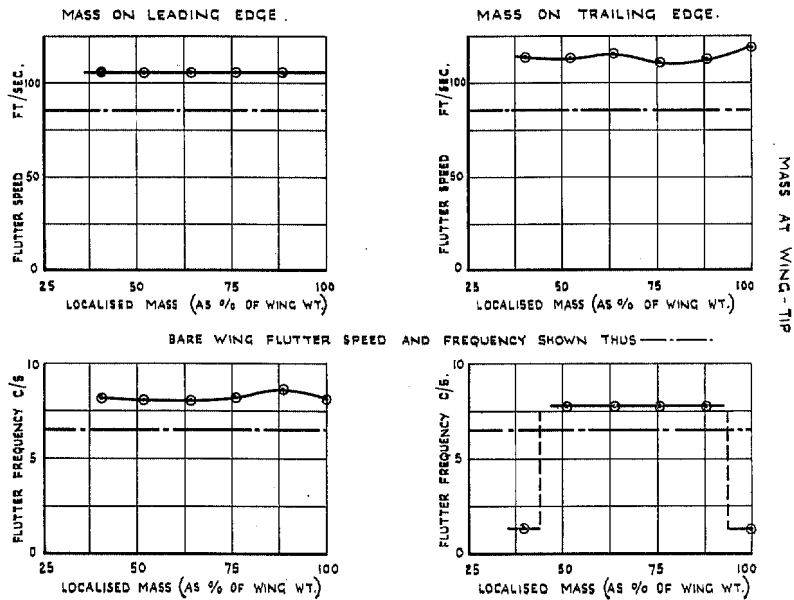 MASS ON LEADING EDGE.
MASS ON TRAILING EDGE.
FLUTTER SPEED FT/SEC.
100
50
0
25 50 75 100
LOCALISED MASS (AS % OF WING WT.)
FLUTTER SPEED FT/SEC.
100
50
0
25 50 75 100
LOCALISED MASS (AS % OF WING WT.)
MASS AT WING-TIP
BARE WING FLUTTER SPEED AND FREQUENCY SHOWN THUS
FLUTTER FREQUENCY C/S
10
5
0
25 50 75 100
LOCALISED MASS (AS % OF WING WT.)
FLUTTER FREQUENCY C/S.
10
5
0
25 50 75 100
LOCALISED MASS (AS % OF WING WT.)